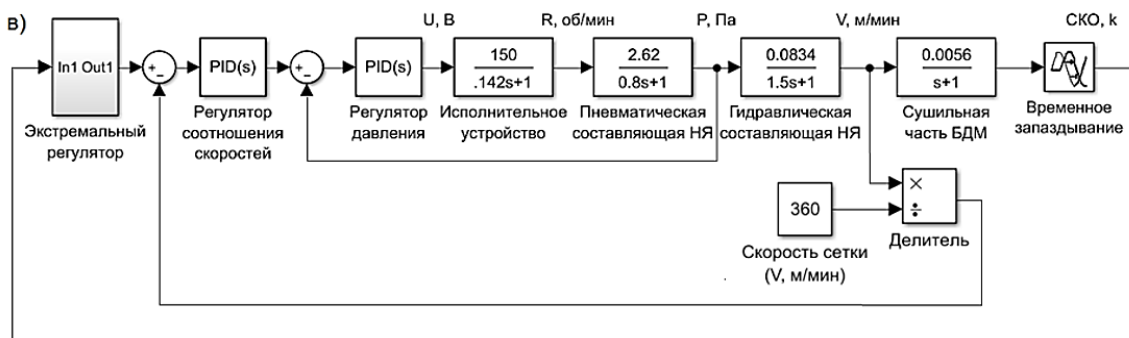 в)
U, В
R, об/мин
P, Па
V, м/мин
СКО, k
In1 Out1
+
−
PID(s)
+
−
PID(s)
150
.142s+1
2.62
0.8s+1
0.0834
1.5s+1
0.0056
s+1
Экстремальный
регулятор
Регулятор
соотношения
скоростей
Регулятор
давления
Исполнительное
устройство
Пневматическая
составляющая НЯ
Гидравлическая
составляющая НЯ
Сушильная
часть БДМ
Временное
запаздывание
360
×
÷
Скорость сетки
(V, м/мин)
Делитель